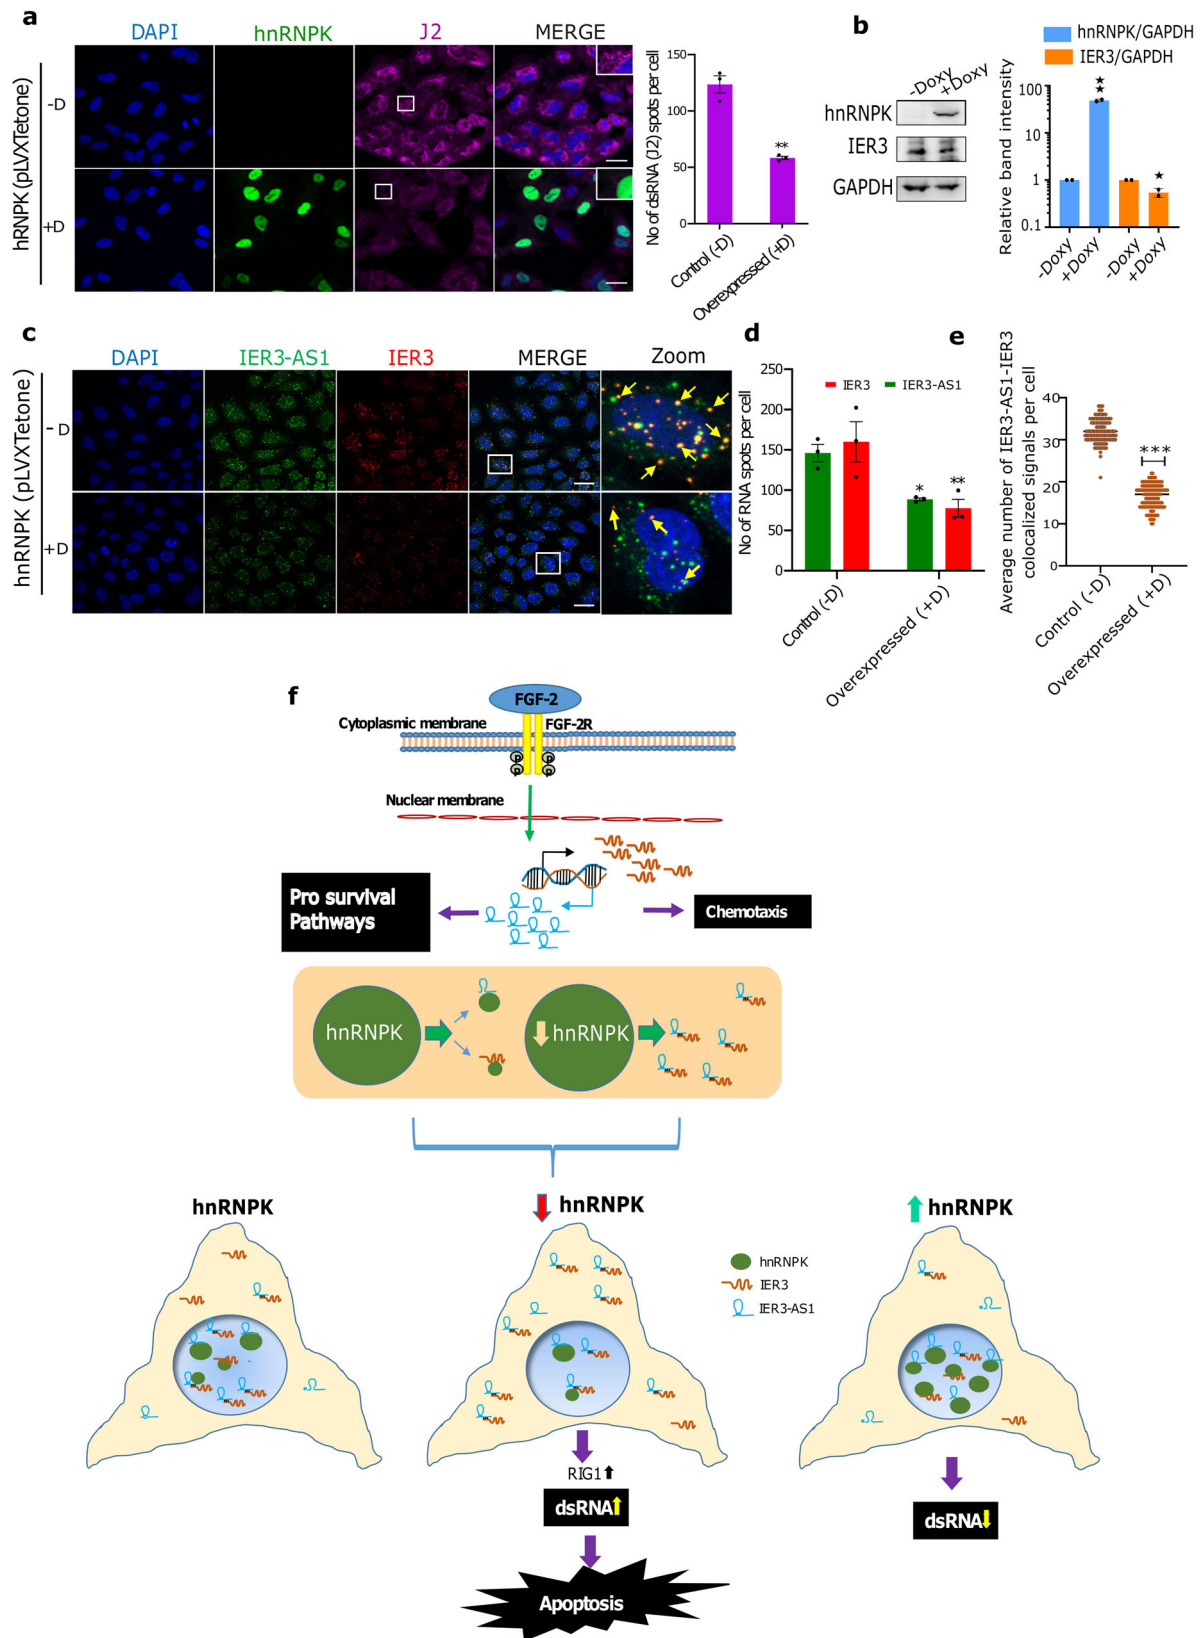 a
DAPI hnRNPK J2 MERGE
hRNPK (pLVXTetone)
-D
+D
No of dsRNA (12) spots per cell
150
100
50
0
**
Control (-D)
Overexpressed (+D)
b
-Doxy +Doxy
hnRNPK
IER3
GAPDH
hnRNPK/GAPDH
IER3/GAPDH
Relative band intensity
100
10
1
0.1
★
★
★
-Doxy
+Doxy
-Doxy
+Doxy
c
DAPI IER3-AS1 IER3 MERGE Zoom
hnRNPK (pLVXTetone)
- D
+D
d
No of RNA spots per cell
250
200
150
100
50
0
IER3 IER3-AS1
* **
Control (-D)
Overexpressed (+D)
e
Average number of IER3-AS1-IER3
colocalized signals per cell
40
30
20
10
0
***
Control (-D)
Overexpressed (+D)
f
FGF-2
Cytoplasmic membrane
FGF-2R
P P
P P
Nuclear membrane
Pro survival
Pathways
Chemotaxis
hnRNPK
hnRNPK
hnRNPK
hnRNPK
hnRNPK
hnRNPK
IER3
IER3-AS1
RIG1
dsRNA
dsRNA
Apoptosis